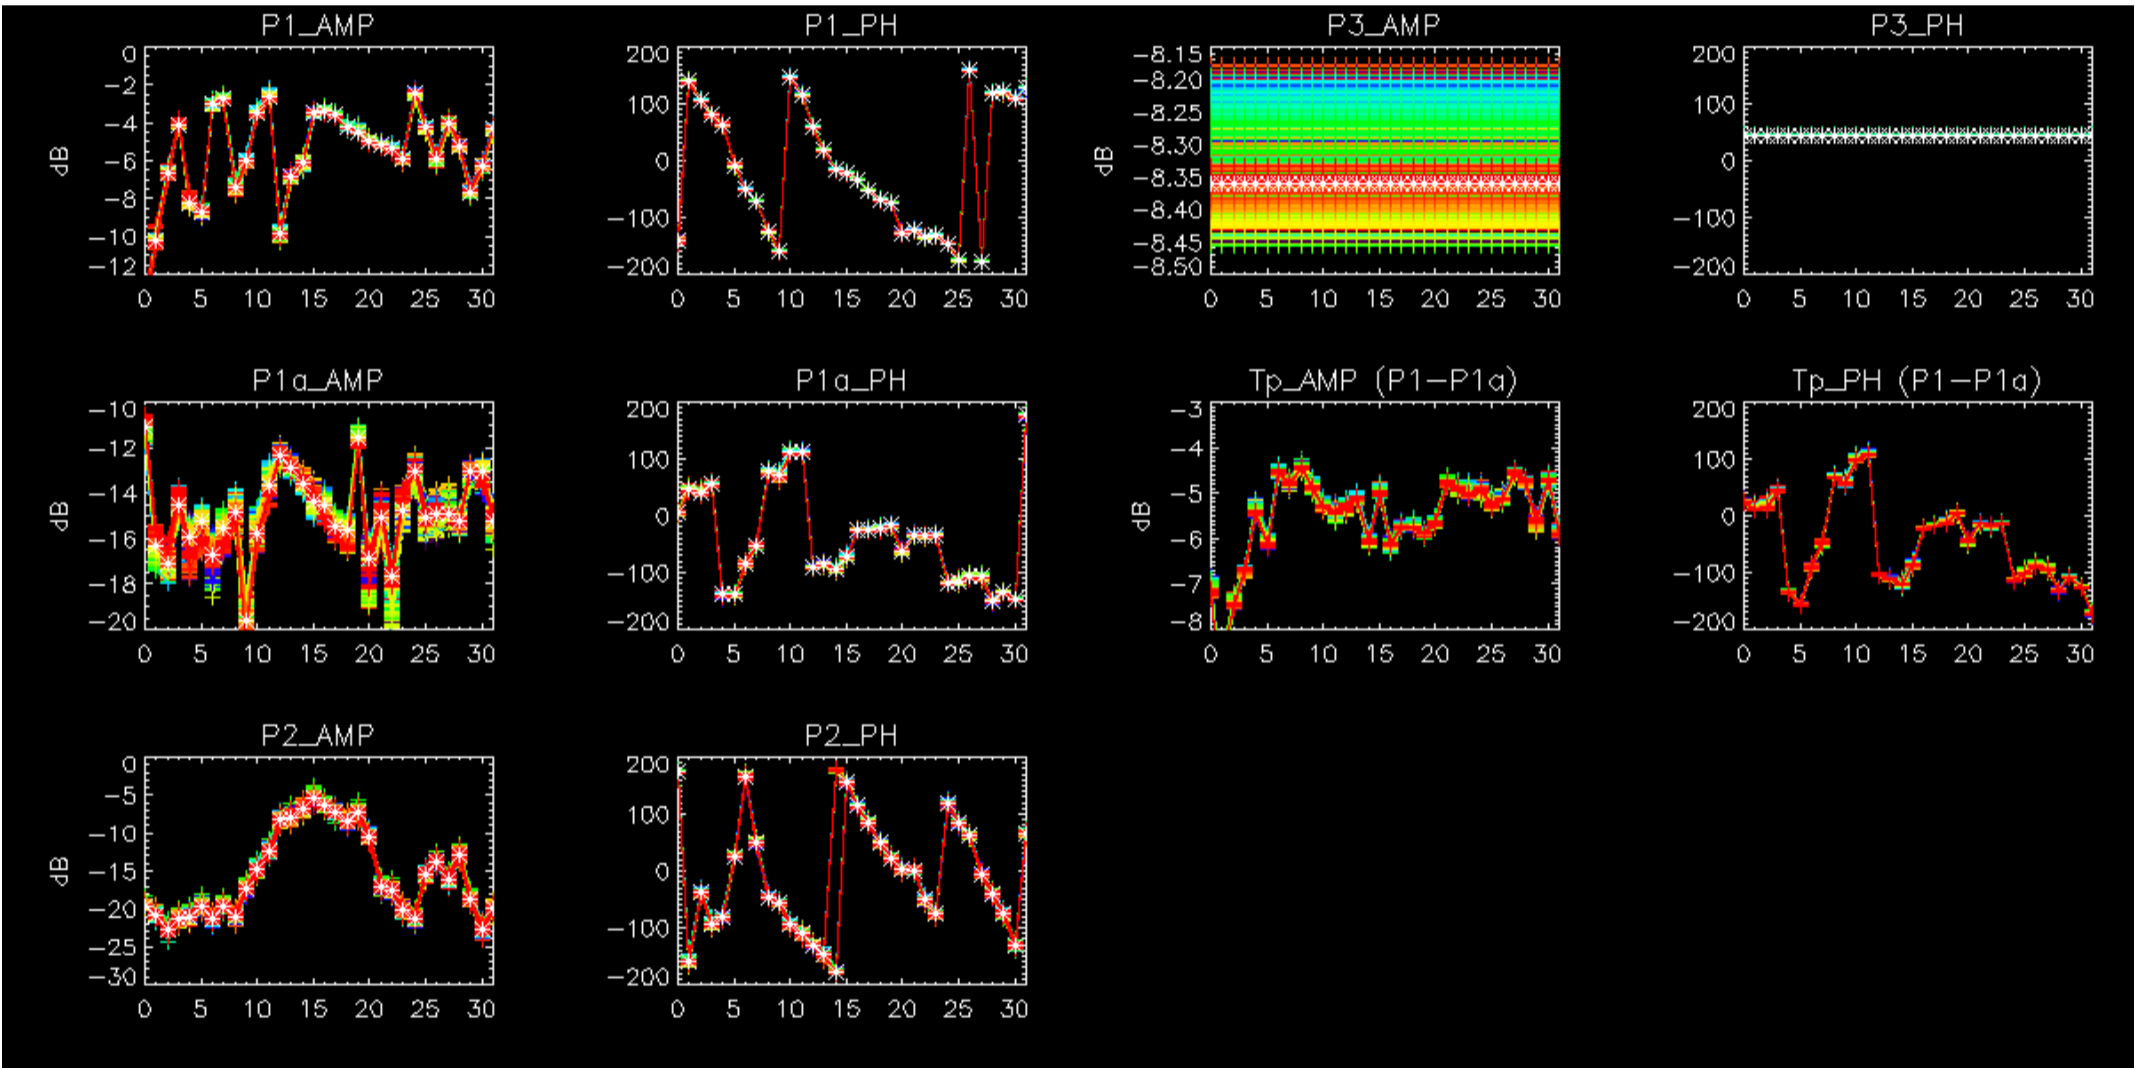 P1_AMP
P1_PH
P3_AMP
P3_PH
0
-2
-4
-6
-8
-10
-12
dB
0 5 10 15 20 25 30
200
100
0
-100
-200
0 5 10 15 20 25 30
-8.15
-8.20
-8.25
-8.30
-8.35
-8.40
-8.45
-8.50
dB
0 5 10 15 20 25 30
200
100
0
-100
-200
0 5 10 15 20 25 30
P1a_AMP
P1a_PH
Tp_AMP (P1-P1a)
Tp_PH (P1-P1a)
-10
-12
-14
-16
-18
-20
dB
0 5 10 15 20 25 30
200
100
0
-100
-200
0 5 10 15 20 25 30
-3
-4
-5
-6
-7
-8
dB
0 5 10 15 20 25 30
200
100
0
-100
-200
0 5 10 15 20 25 30
P2_AMP
P2_PH
0
-5
-10
-15
-20
-25
-30
dB
0 5 10 15 20 25 30
200
100
0
-100
-200
0 5 10 15 20 25 30